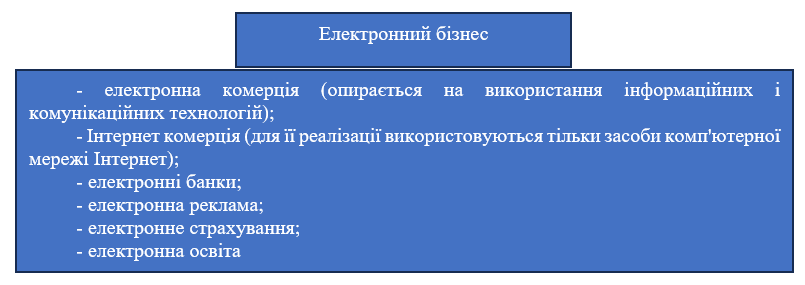 Електронний бізнес
- електронна комерція (опирається на використання інформаційних і
комунікаційних технологій);
- Інтернет комерція (для її реалізації використовуються тільки засоби комп'ютерної
мережі Інтернет);
- електронні банки;
- електронна реклама;
- електронне страхування;
- електронна освіта